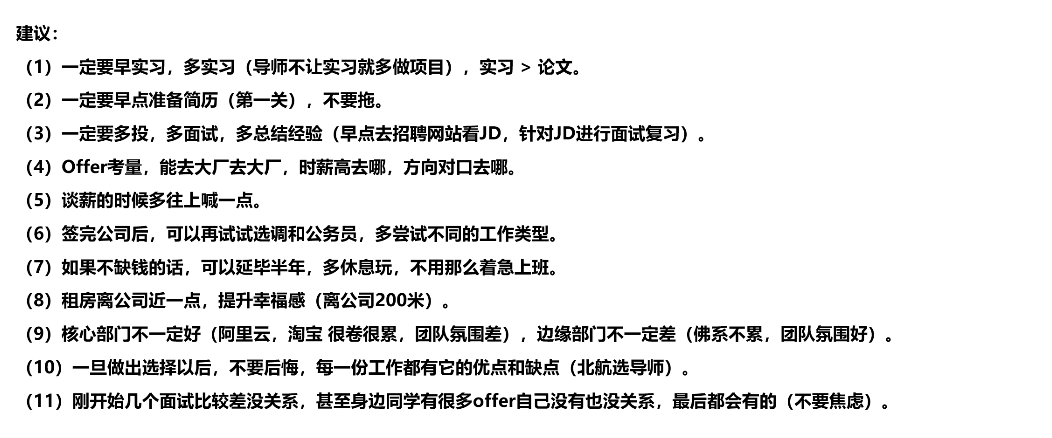 建议：
（1）一定要早实习，多实习（导师不让实习就多做项目），实习 > 论文。
（2）一定要早点准备简历（第一关），不要拖。
（3）一定要多投，多面试，多总结经验（早点去招聘网站看JD，针对JD进行面试复习）。
（4）Offer考量，能去大厂去大厂，时薪高去哪，方向对口去哪。
（5）谈薪的时候多往上喊一点。
（6）签完公司后，可以再试试选调和公务员，多尝试不同的工作类型。
（7）如果不缺钱的话，可以延毕半年，多休息玩，不用那么着急上班。
（8）租房离公司近一点，提升幸福感（离公司200米）。
（9）核心部门不一定好（阿里云，淘宝 很卷很累，团队氛围差），边缘部门不一定差（佛系不累，团队氛围好）。
（10）一旦做出选择以后，不要后悔，每一份工作都有它的优点和缺点（北航选导师）。
（11）刚开始几个面试比较差没关系，甚至身边同学有很多offer自己没有也没关系，最后都会有的（不要焦虑）。